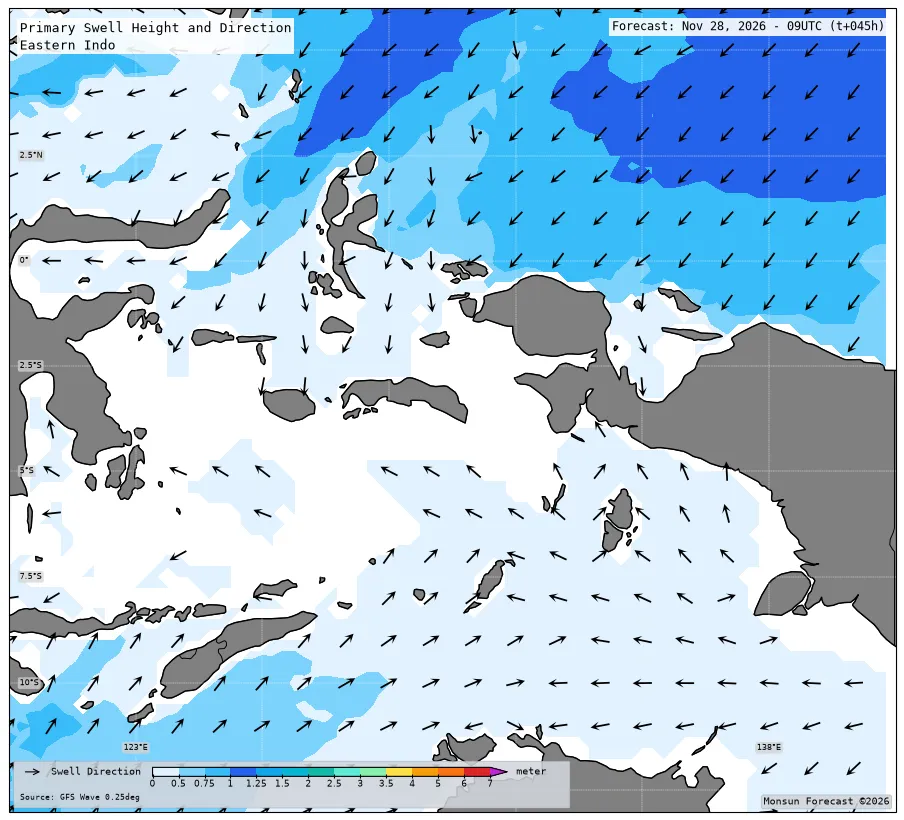 Primary Swell Height and Direction
Eastern Indo
Forecast: Nov 28, 2026 - 09UTC (t+045h)
2.5°N
0°
2.5°S
5°S
7.5°S
10°S
123°E
138°E
Swell Direction
0 0.5 0.75 1 1.25 1.5 2 2.5 3 3.5 4 5 6 7
meter
Source: GFS Wave 0.25deg
Monsun Forecast ©2026